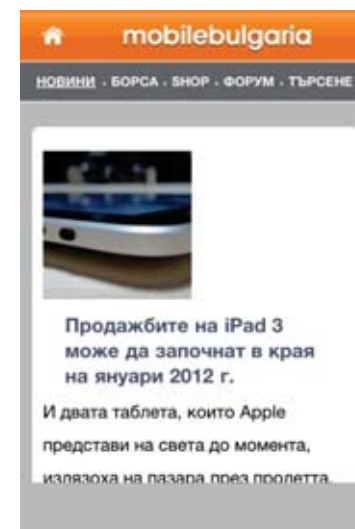 mobilebulgaria
НОВИНИ • БОРСА • SHOP • ФОРУМ • ТЪРСЕНЕ
Продажбите на iPad 3
може да започнат в края
на януари 2012 г.
И двата таблета, които Apple
представи на света до момента,
излязоха на пазара през пролетта.